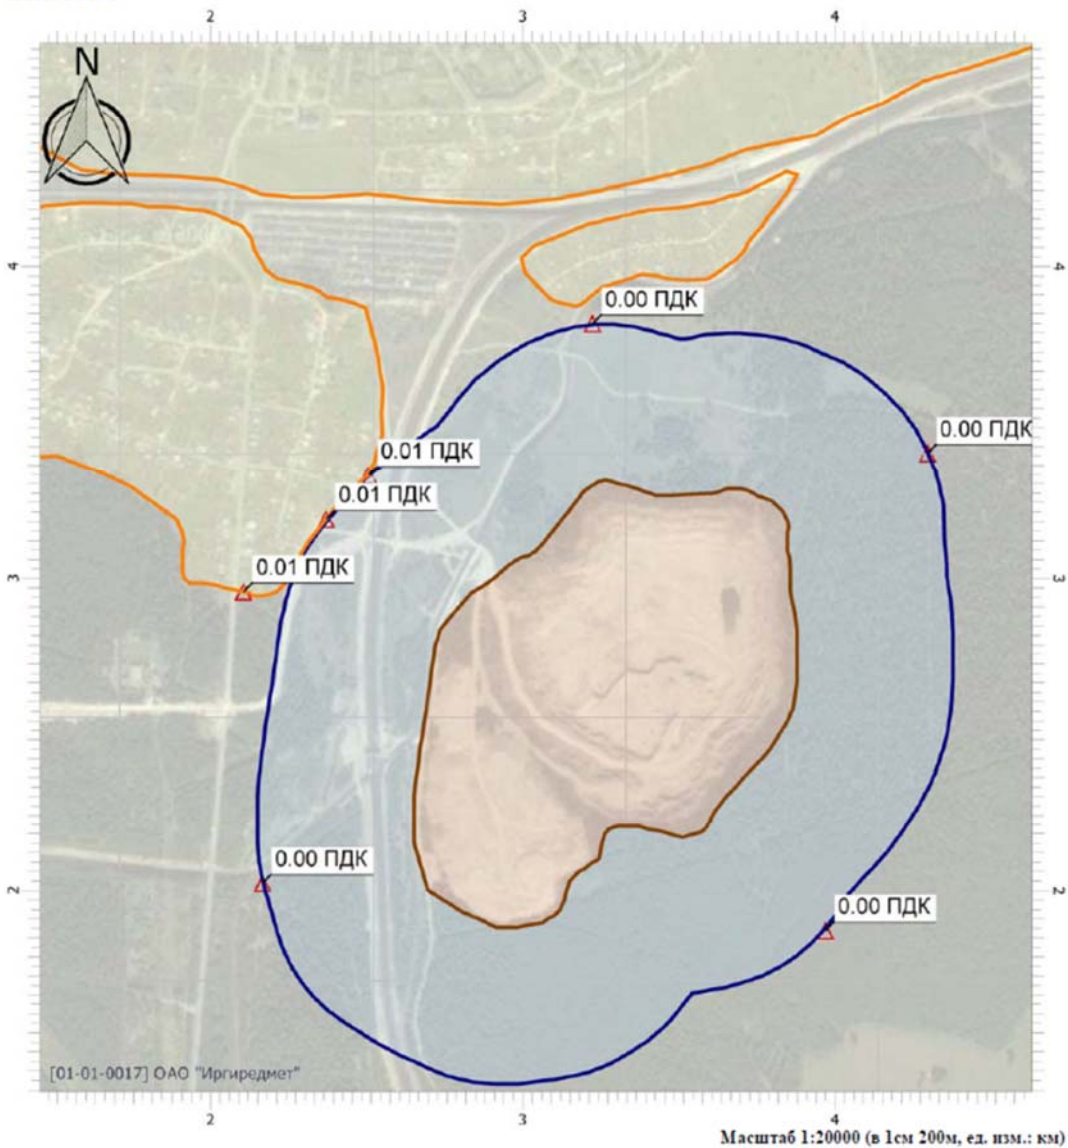 2 3 4
N
4 4
0.00 ПДК
0.00 ПДК
0.01 ПДК
0.01 ПДК
0.01 ПДК
3 3
0.00 ПДК
2 2
0.00 ПДК
[01-01-0017] ОАО "Иргиредмет"
2 3 4
Масштаб 1:20000 (в 1см 200м, ед. изм.: км)